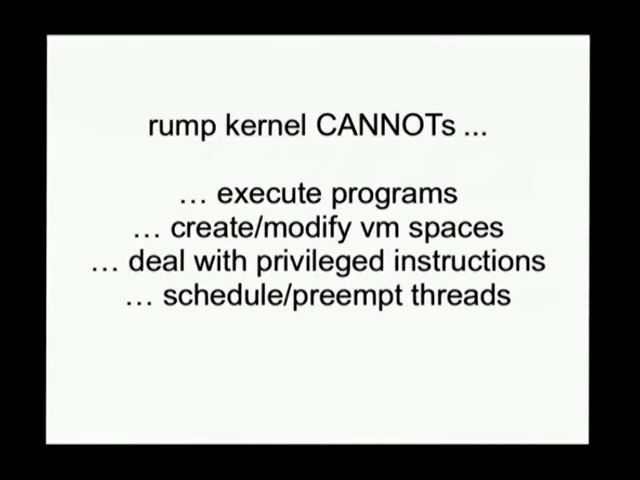 rump kernel CANNOTs ...
... execute programs
... create/modify vm spaces
... deal with privileged instructions
... schedule/preempt threads